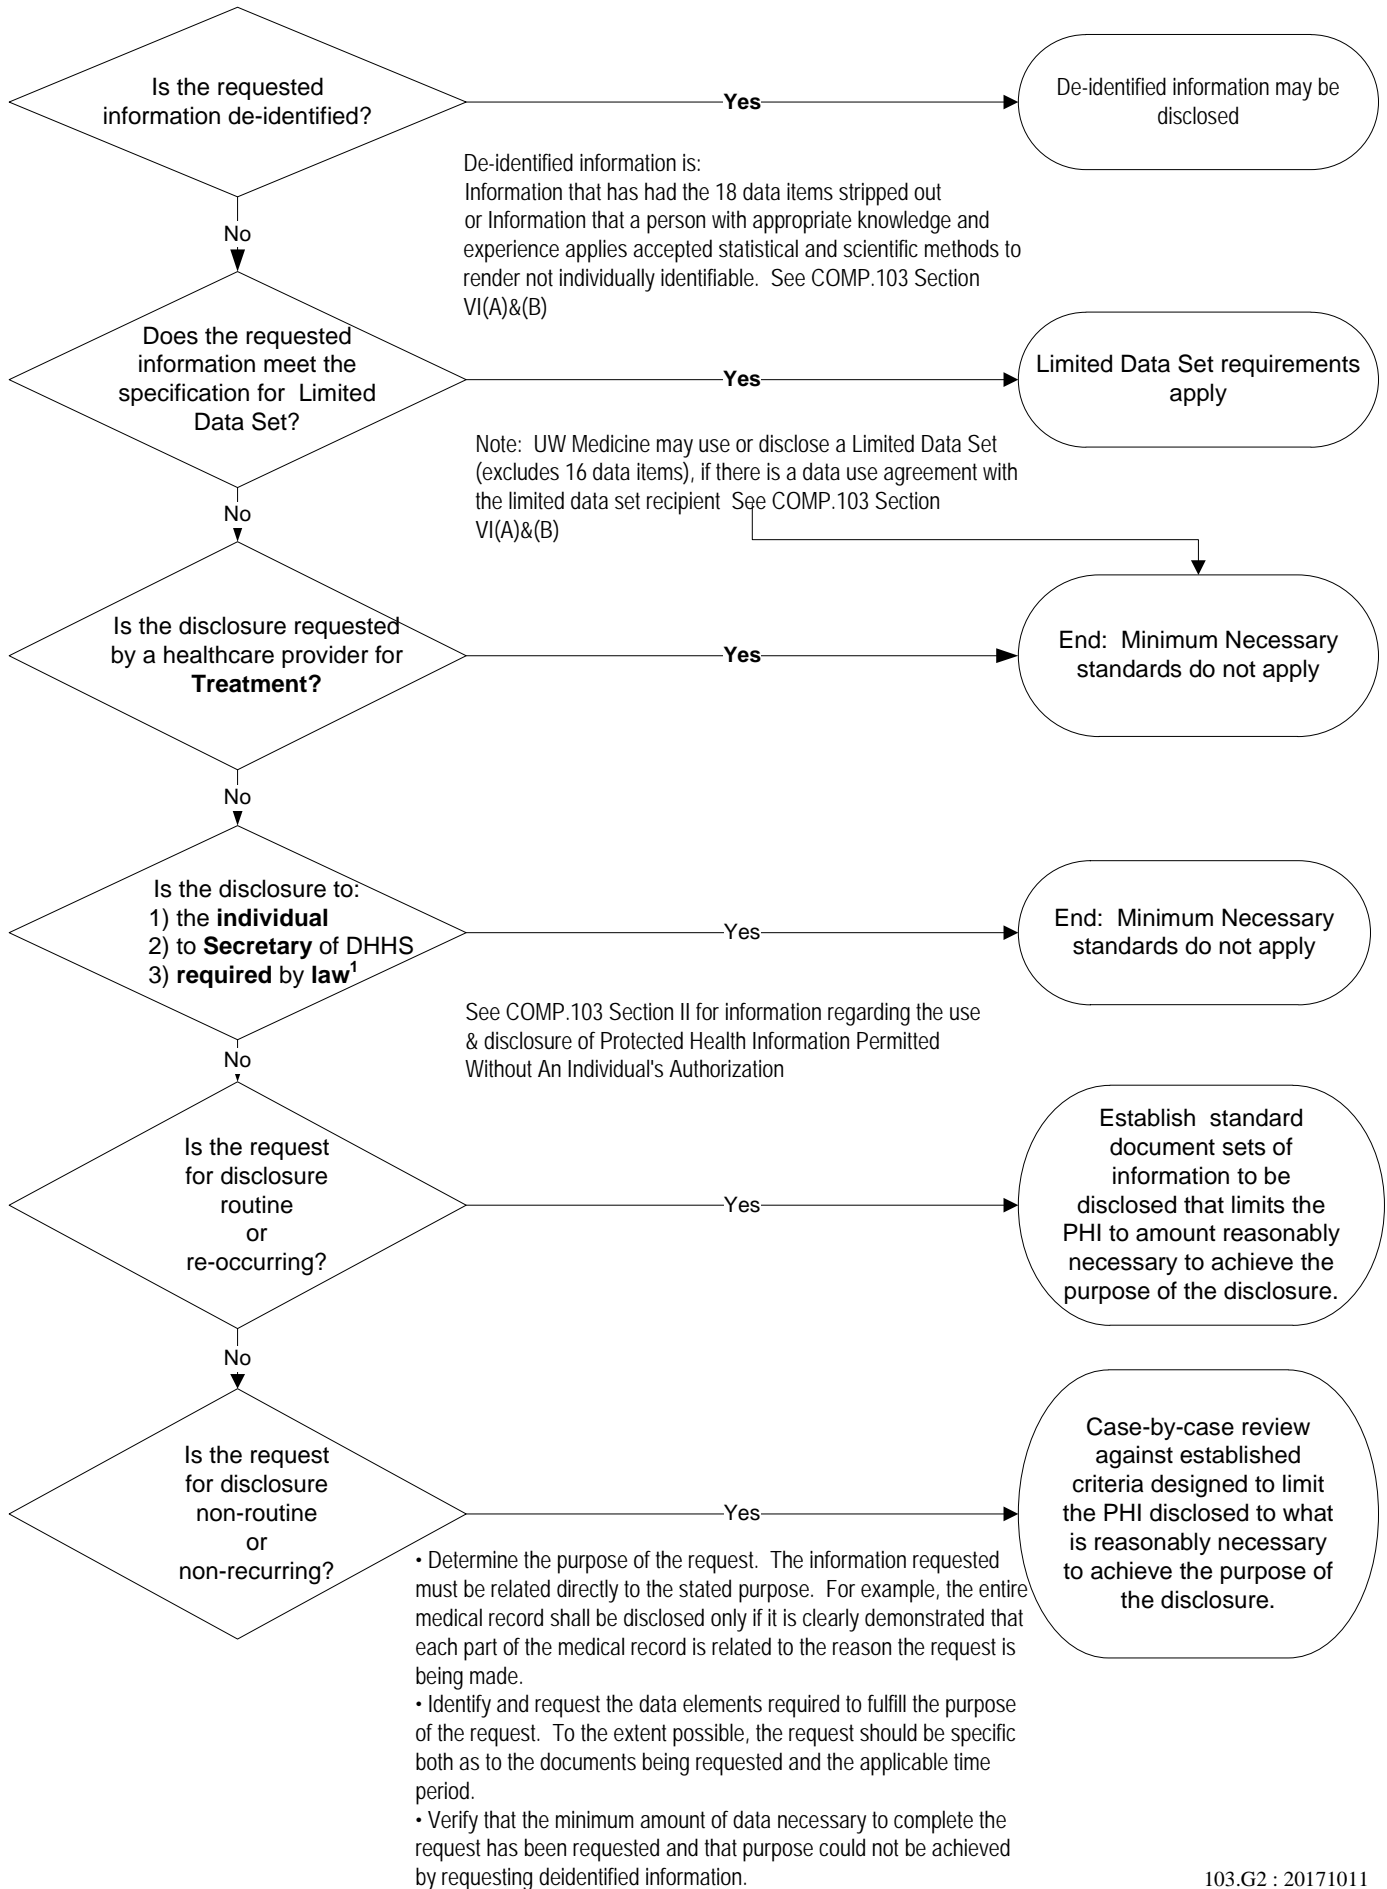 Is the requested
information de-identified?
Yes
De-identified information may be
disclosed
De-identified information is:
Information that has had the 18 data items stripped out
or Information that a person with appropriate knowledge and
experience applies accepted statistical and scientific methods to
render not individually identifiable.  See COMP.103 Section
VI(A)&(B)
No
Does the requested
information meet the
specification for  Limited
Data Set?
Yes
Limited Data Set requirements
apply
Note:  UW Medicine may use or disclose a Limited Data Set
(excludes 16 data items), if there is a data use agreement with
the limited data set recipient  See COMP.103 Section
VI(A)&(B)
No
Is the disclosure requested
by a healthcare provider for
Treatment?
Yes
End:  Minimum Necessary
standards do not apply
No
Is the disclosure to:
1) the individual
2) to Secretary of DHHS
3) required by law¹
Yes
End:  Minimum Necessary
standards do not apply
See COMP.103 Section II for information regarding the use
& disclosure of Protected Health Information Permitted
Without An Individual's Authorization
No
Is the request
for disclosure
routine
or
re-occurring?
Yes
Establish  standard
document sets of
information to be
disclosed that limits the
PHI to amount reasonably
necessary to achieve the
purpose of the disclosure.
No
Is the request
for disclosure
non-routine
or
non-recurring?
Yes
Case-by-case review
against established
criteria designed to limit
the PHI disclosed to what
is reasonably necessary
to achieve the purpose of
the disclosure.
• Determine the purpose of the request.  The information requested
must be related directly to the stated purpose.  For example, the entire
medical record shall be disclosed only if it is clearly demonstrated that
each part of the medical record is related to the reason the request is
being made.
• Identify and request the data elements required to fulfill the purpose
of the request.  To the extent possible, the request should be specific
both as to the documents being requested and the applicable time
period.
• Verify that the minimum amount of data necessary to complete the
request has been requested and that purpose could not be achieved
by requesting deidentified information.
103.G2 : 20171011